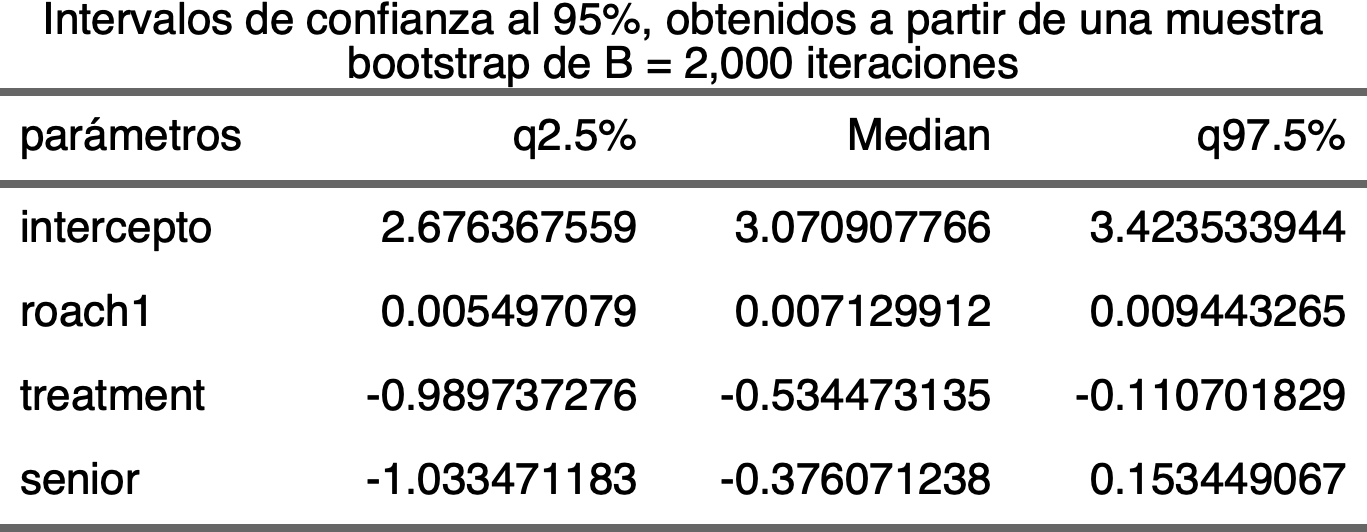 Intervalos de confianza al 95%, obtenidos a partir de una muestra
bootstrap de B = 2,000 iteraciones
parámetros q2.5% Median q97.5%
intercepto 2.676367559 3.070907766 3.423533944
roach1 0.005497079 0.007129912 0.009443265
treatment -0.989737276 -0.534473135 -0.110701829
senior -1.033471183 -0.376071238 0.153449067